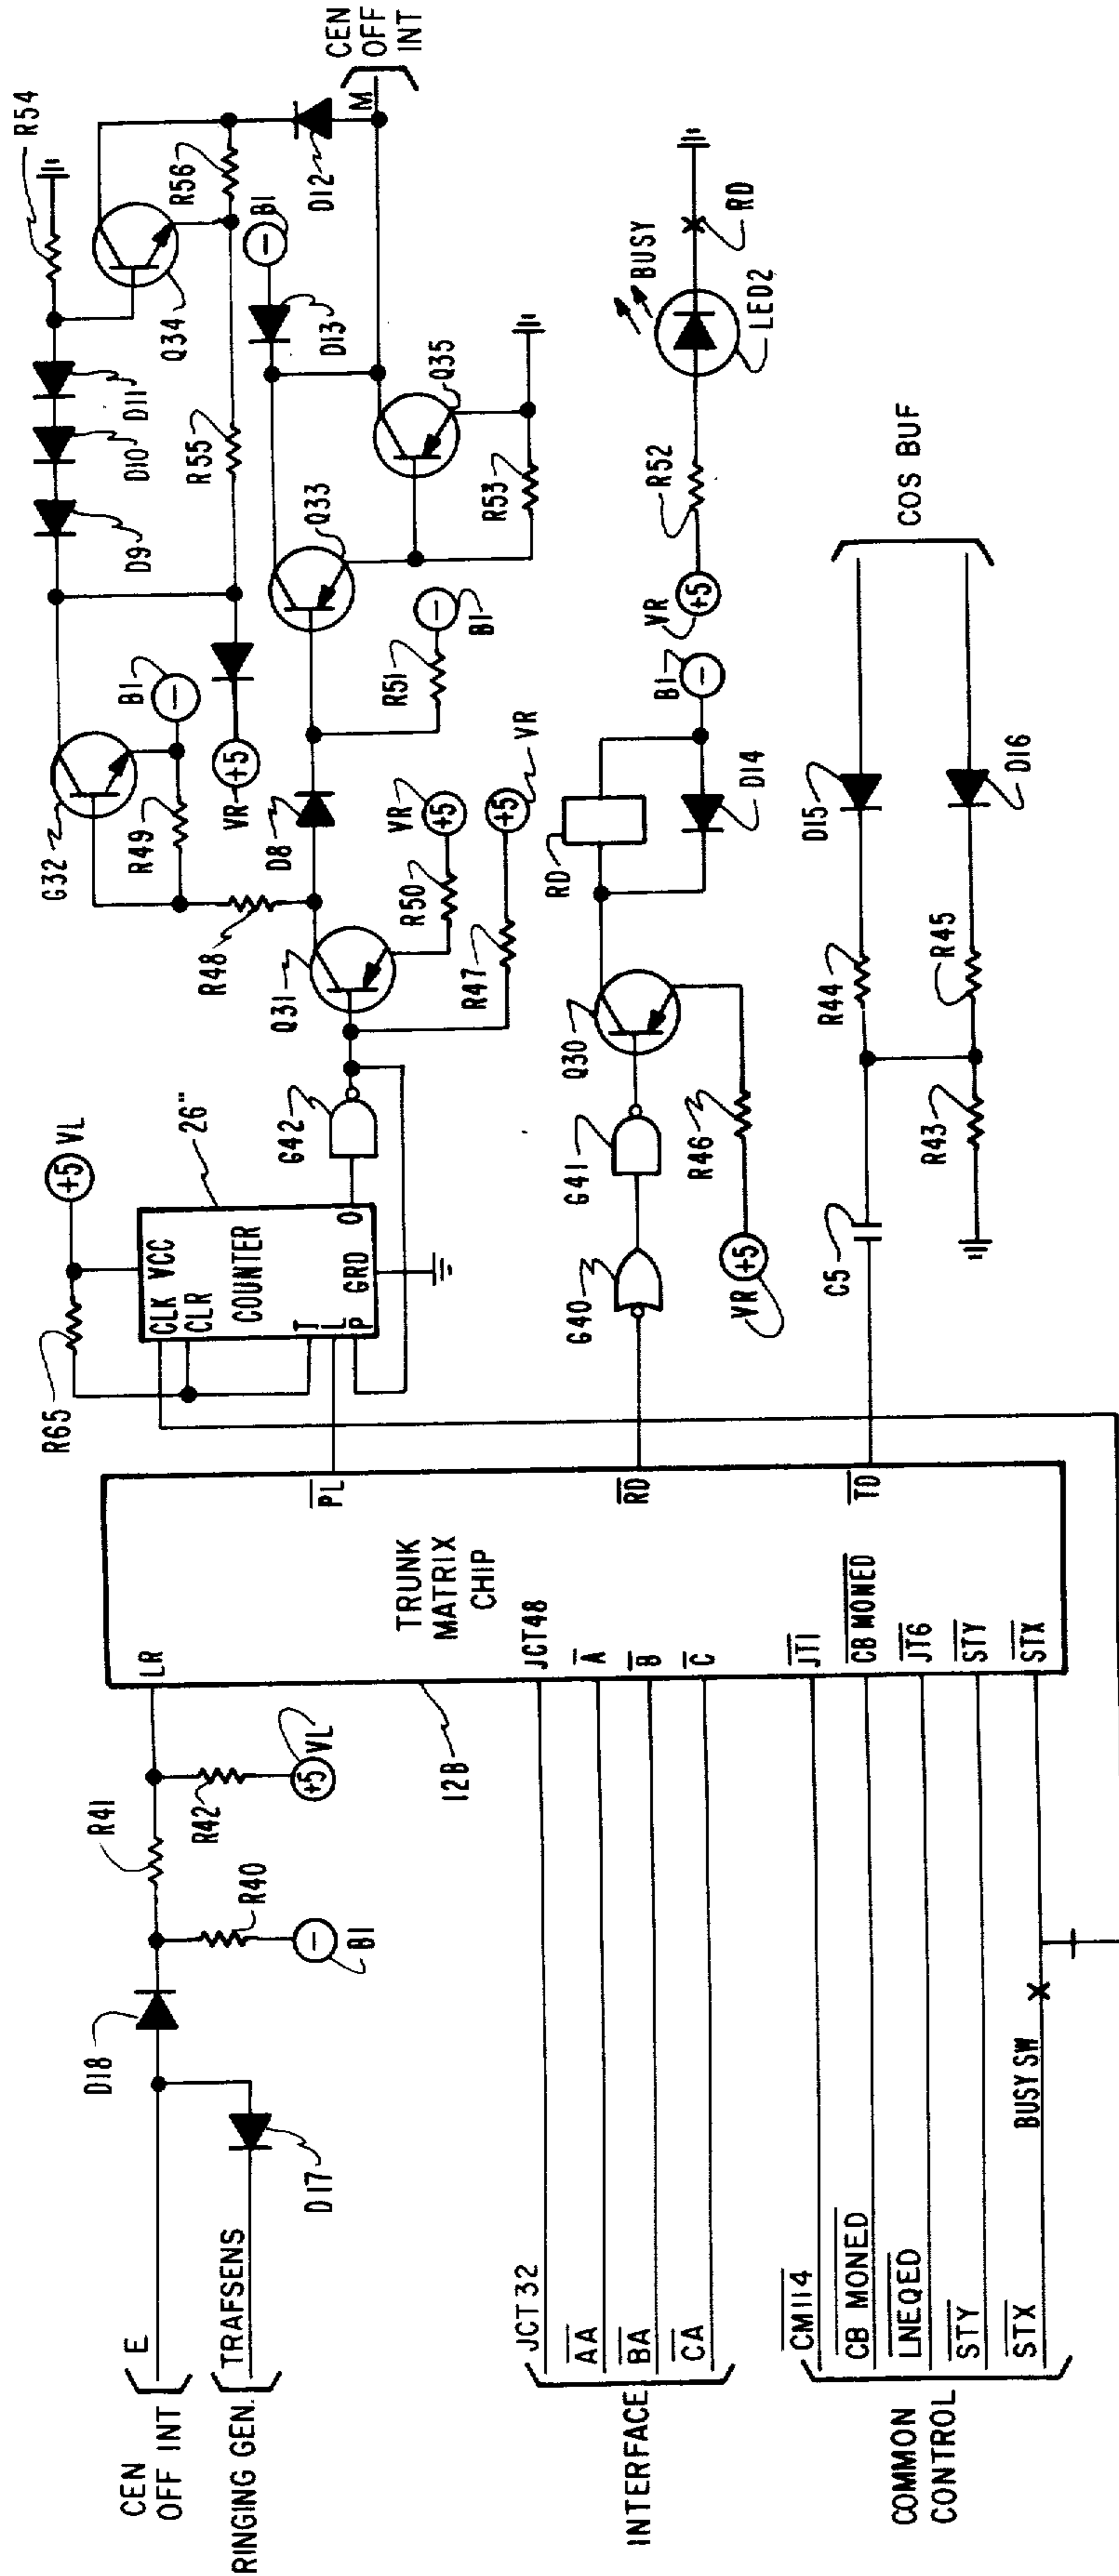 CEN
OFF INT
E
RINGING GEN.
TRAFSENS
D17
D18
R40
B1
R41
R42
+5
VL
LR
TRUNK
MATRIX
CHIP
12B
PL
RD
TD
JCT48
A
B
C
JT1
CB MONED
JT6
STY
STX
INTERFACE
JCT32
AA
BA
CA
COMMON
CONTROL
CM114
CB MONED
LNEQED
STY
STX
BUSY SW
R65
+5
VL
26"
CLK VCC
CLR
COUNTER
T
L
P
GRD
O
G42
Q31
R47
R50
VR
+5
+5
VR
R48
R49
G32
B1
VR
+5
D8
R51
B1
Q33
R53
Q35
D9
D10
D11
R54
Q34
R55
R56
D13
B1
D12
M
CEN
OFF
INT
G40
G41
Q30
R46
VR
+5
RD
D14
B1
VR
+5
R52
LED2
BUSY
RD
C5
R43
R44
R45
D15
D16
COS BUF